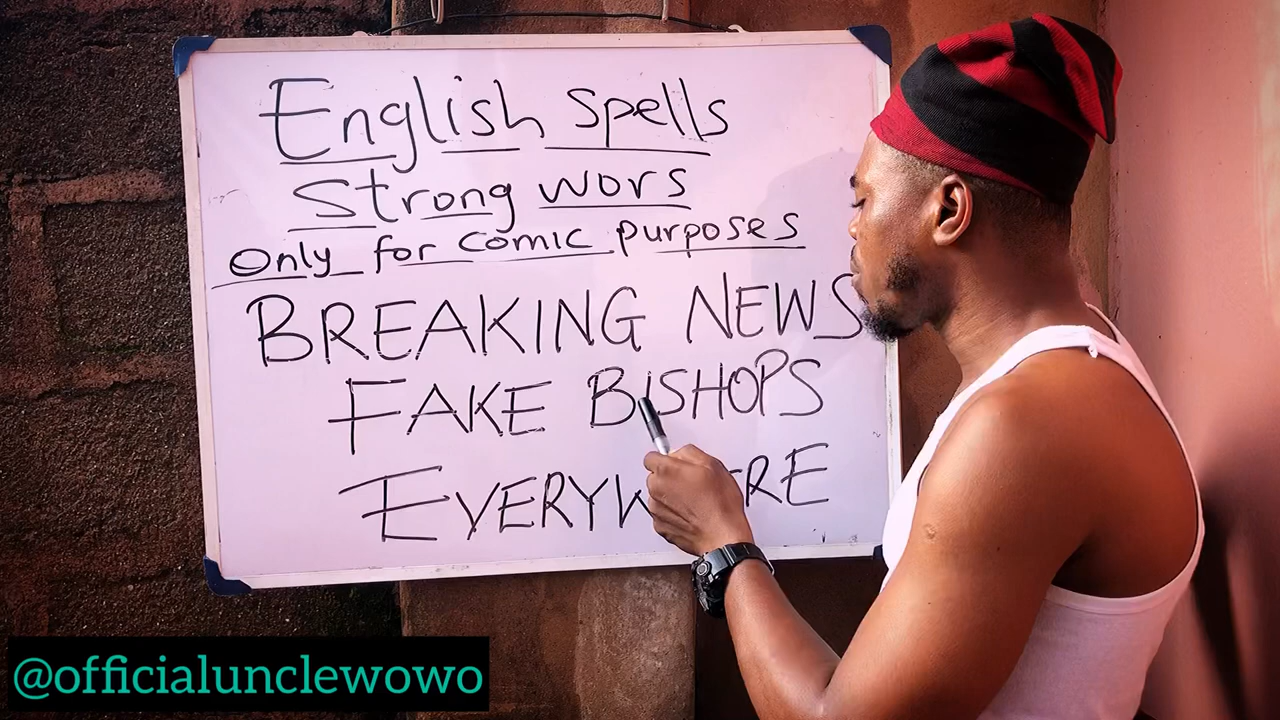 English spells
Strong wors
Only for comic purposes
BREAKING NEWS
FAKE BISHOPS
@officialunclewowo